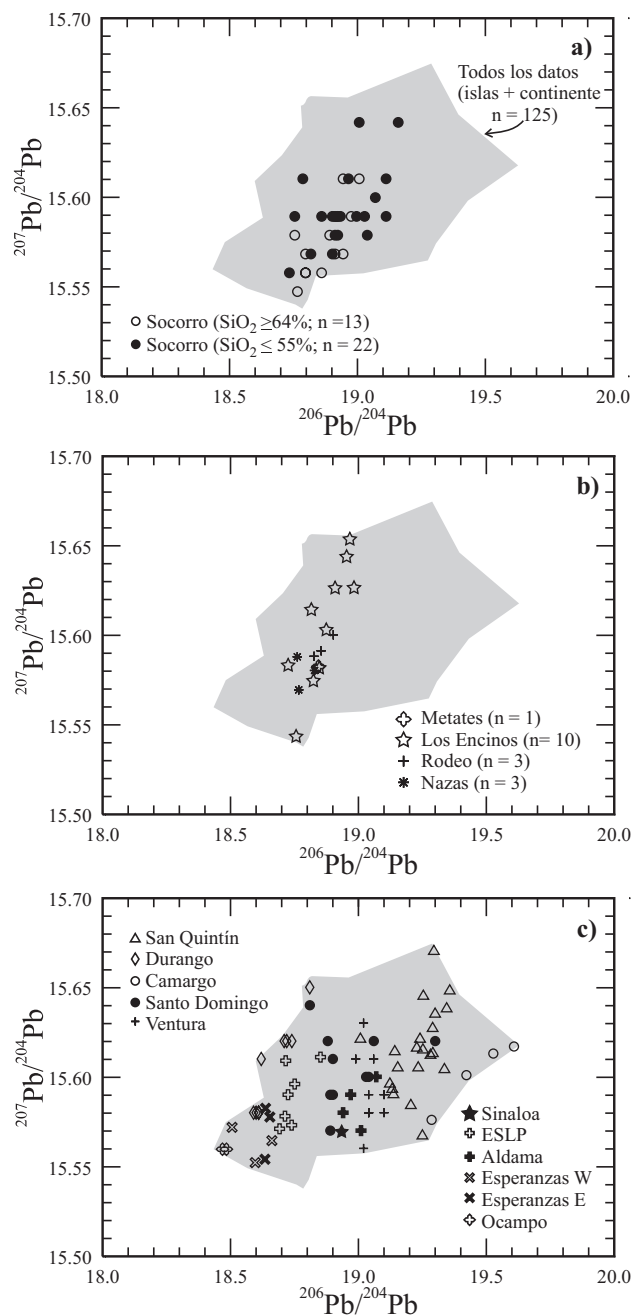 a)
Todos los datos
(islas + continente
n = 125)
15.70
15.65
15.60
15.55
15.50
²⁰⁷Pb/²⁰⁴Pb
○ Socorro (SiO₂ ≥64%; n =13)
● Socorro (SiO₂ ≤ 55%; n = 22)
18.0 18.5 19.0 19.5 20.0
²⁰⁶Pb/²⁰⁴Pb
b)
15.70
15.65
15.60
15.55
15.50
²⁰⁷Pb/²⁰⁴Pb
Metates (n = 1)
Los Encinos (n= 10)
Rodeo (n = 3)
Nazas (n = 3)
18.0 18.5 19.0 19.5 20.0
²⁰⁶Pb/²⁰⁴Pb
c)
15.70
15.65
15.60
15.55
15.50
²⁰⁷Pb/²⁰⁴Pb
San Quintín
Durango
Camargo
Santo Domingo
Ventura
Sinaloa
ESLP
Aldama
Esperanzas W
Esperanzas E
Ocampo
18.0 18.5 19.0 19.5 20.0
²⁰⁶Pb/²⁰⁴Pb